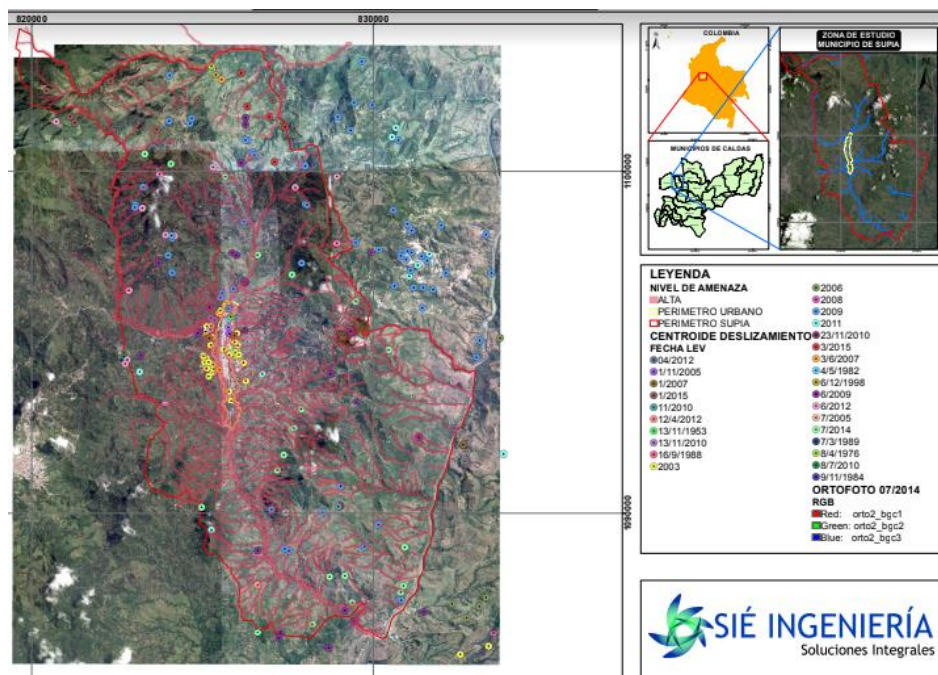 820000
830000
1100000
1090000
COLOMBIA
ZONA DE ESTUDIO
MUNICIPIO DE SUPIA
MUNICIPIOS DE CALDAS
LEYENDA
NIVEL DE AMENAZA
ALTA
PERIMETRO URBANO
PERIMETRO SUPIA
CENTROIDE DESLIZAMIENTO
FECHA LEV
04/2012
1/11/2005
1/2007
1/2015
11/2010
12/4/2012
13/11/1953
13/11/2010
16/9/1988
2003
2006
2008
2009
2011
23/11/2010
3/2015
3/6/2007
4/5/1982
6/12/1998
6/2009
6/2012
7/2005
7/2014
7/3/1989
8/4/1976
8/7/2010
9/11/1984
ORTOFOTO 07/2014
RGB
Red: orto2_bgc1
Green: orto2_bgc2
Blue: orto2_bgc3
SIÉ INGENIERÍA
Soluciones Integrales